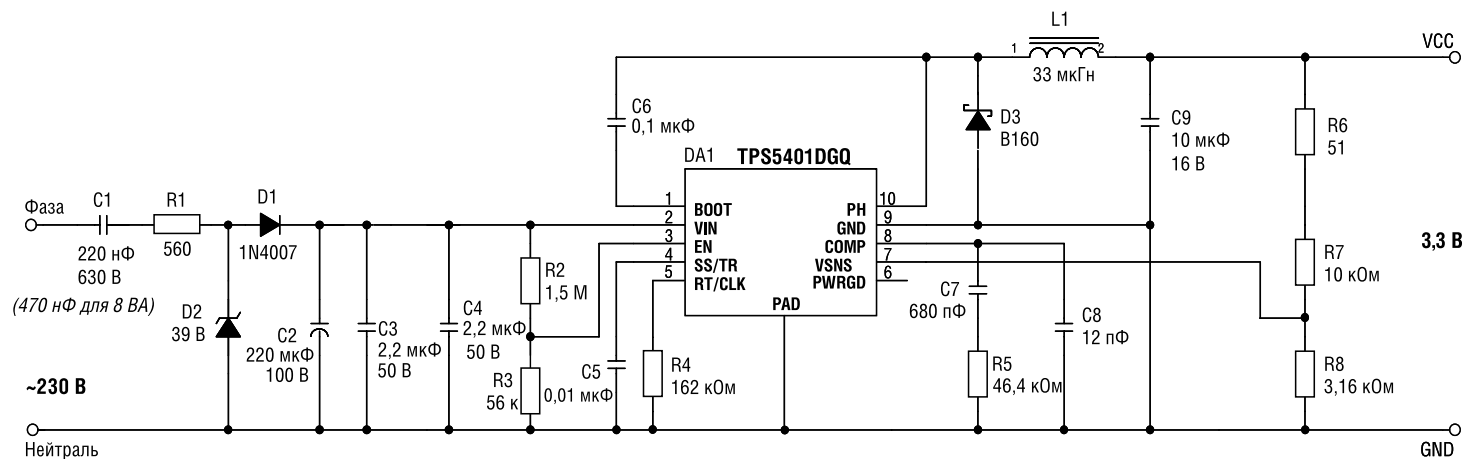 L1
1
2
33 мкГн
VCC
C6
0,1 мкФ
D3
B160
C9
10 мкФ
16 В
R6
51
DA1
TPS5401DGQ
1
BOOT
2
VIN
3
EN
4
SS/TR
5
RT/CLK
PAD
10
PH
9
GND
8
COMP
7
VSNS
6
PWRGD
Фаза
C1
220 нФ
630 В
(470 нФ для 8 ВА)
R1
560
D1
1N4007
D2
39 В
C2
220 мкФ
100 В
C3
2,2 мкФ
50 В
C4
2,2 мкФ
50 В
R2
1,5 М
R3
56 к
C5
0,01 мкФ
R4
162 кОм
C7
680 пФ
R5
46,4 кОм
C8
12 пФ
R7
10 кОм
R8
3,16 кОм
3,3 В
~230 В
Нейтраль
GND